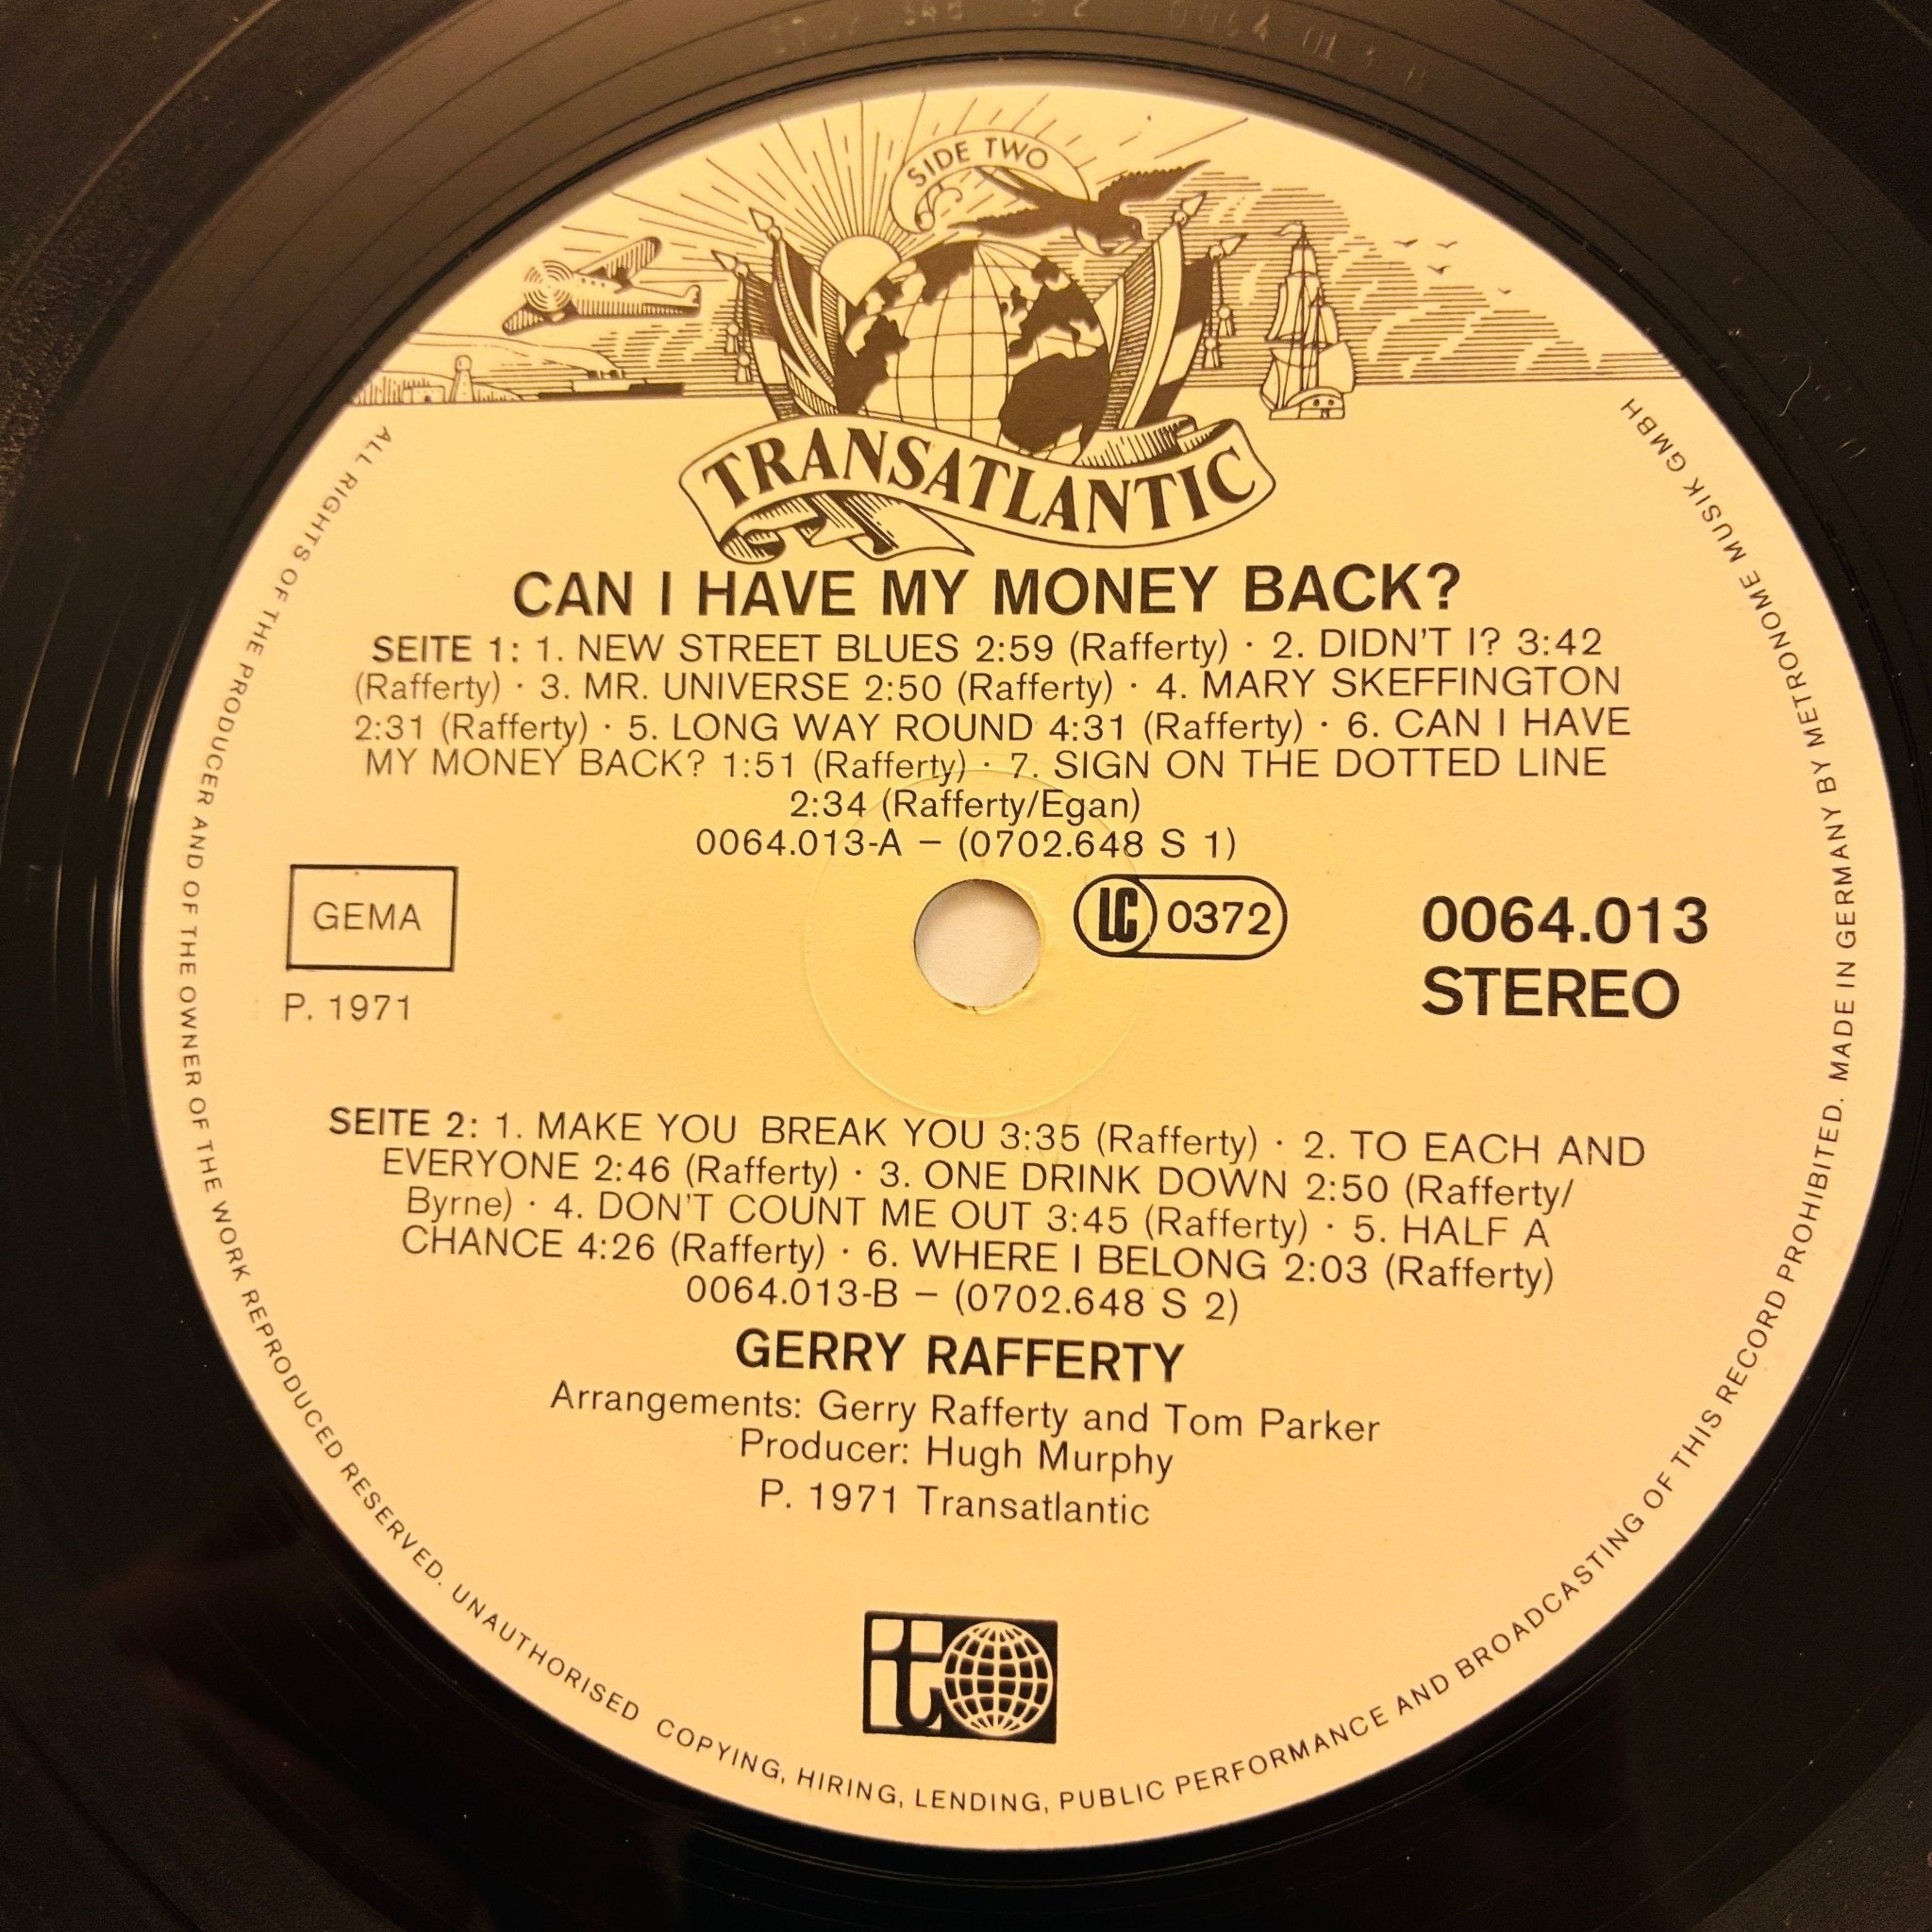 SIDE TWO
TRANSATLANTIC
CAN I HAVE MY MONEY BACK?
SEITE 1: 1. NEW STREET BLUES 2:59 (Rafferty) · 2. DIDN'T I? 3:42
(Rafferty) · 3. MR. UNIVERSE 2:50 (Rafferty) · 4. MARY SKEFFINGTON
2:31 (Rafferty) · 5. LONG WAY ROUND 4:31 (Rafferty) · 6. CAN I HAVE
MY MONEY BACK? 1:51 (Rafferty) · 7. SIGN ON THE DOTTED LINE
2:34 (Rafferty/Egan)
0064.013-A – (0702.648 S 1)
GEMA
LC 0372
0064.013
STEREO
P. 1971
SEITE 2: 1. MAKE YOU BREAK YOU 3:35 (Rafferty) · 2. TO EACH AND
EVERYONE 2:46 (Rafferty) · 3. ONE DRINK DOWN 2:50 (Rafferty/
Byrne) · 4. DON'T COUNT ME OUT 3:45 (Rafferty) · 5. HALF A
CHANCE 4:26 (Rafferty) · 6. WHERE I BELONG 2:03 (Rafferty)
0064.013-B – (0702.648 S 2)
GERRY RAFFERTY
Arrangements: Gerry Rafferty and Tom Parker
Producer: Hugh Murphy
P. 1971 Transatlantic
ALL RIGHTS OF THE PRODUCER AND OF THE OWNER OF THE WORK REPRODUCED RESERVED. UNAUTHORISED COPYING, HIRING, LENDING, PUBLIC PERFORMANCE AND BROADCASTING OF THIS RECORD PROHIBITED. MADE IN GERMANY BY METRONOME MUSIK GMBH